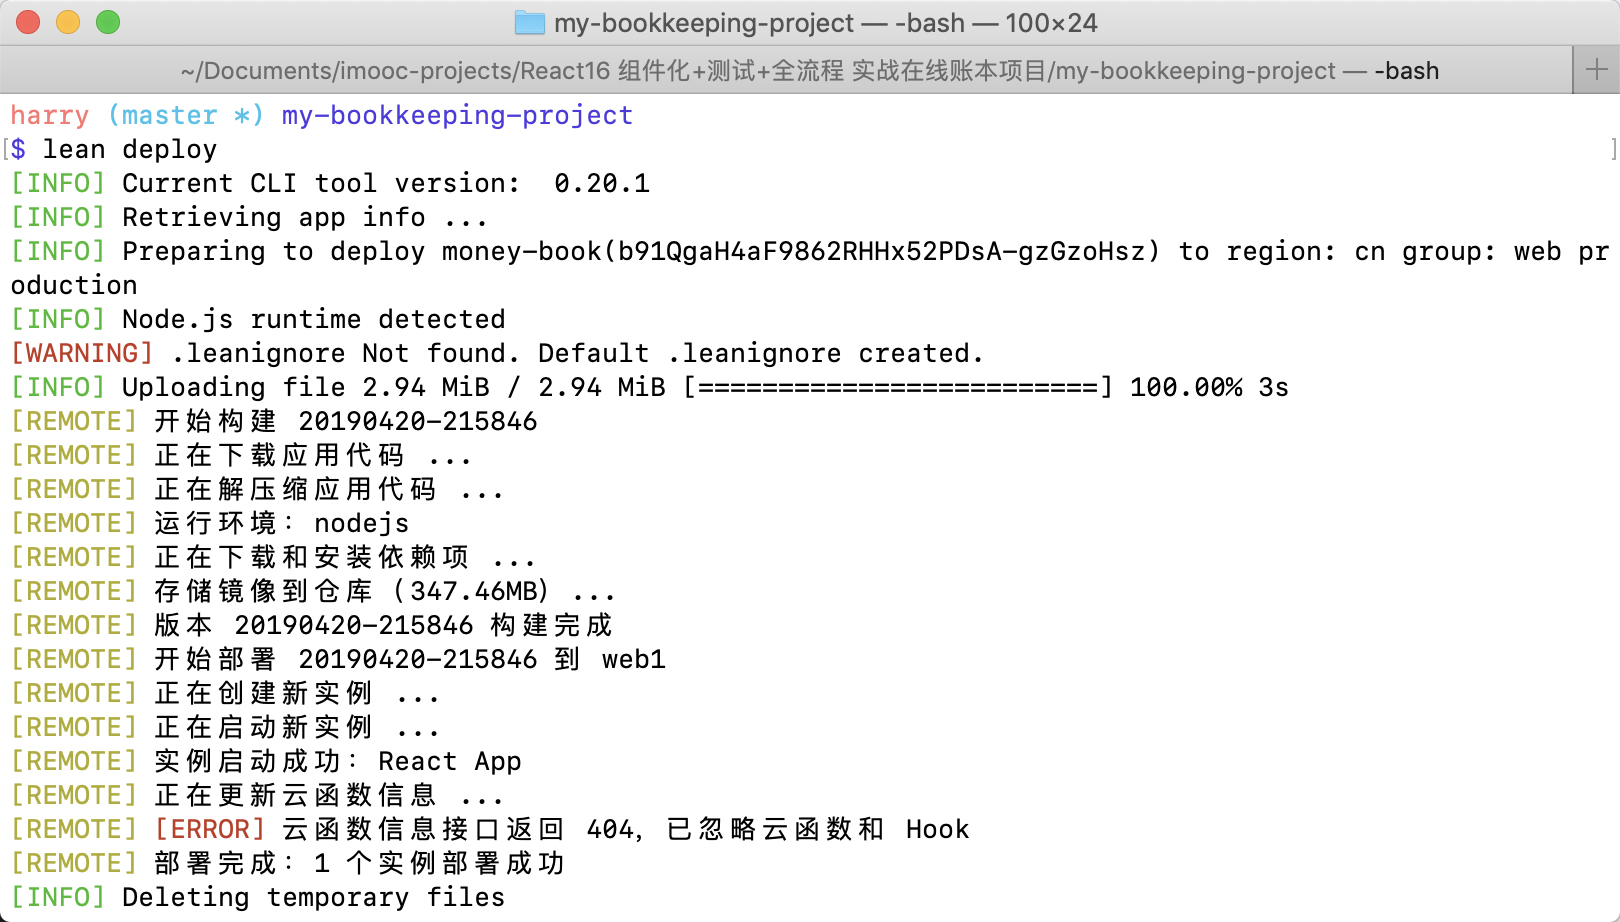 my-bookkeeping-project — -bash — 100×24
~/Documents/imooc-projects/React16 组件化+测试+全流程 实战在线账本项目/my-bookkeeping-project — -bash
harry (master *) my-bookkeeping-project
[$ lean deploy ]
[INFO] Current CLI tool version:  0.20.1
[INFO] Retrieving app info ...
[INFO] Preparing to deploy money-book(b91QgaH4aF9862RHHx52PDsA-gzGzoHsz) to region: cn group: web pr
oduction
[INFO] Node.js runtime detected
[WARNING] .leanignore Not found. Default .leanignore created.
[INFO] Uploading file 2.94 MiB / 2.94 MiB [=========================] 100.00% 3s
[REMOTE] 开始构建 20190420-215846
[REMOTE] 正在下载应用代码 ...
[REMOTE] 正在解压缩应用代码 ...
[REMOTE] 运行环境: nodejs
[REMOTE] 正在下载和安装依赖项 ...
[REMOTE] 存储镜像到仓库（347.46MB）...
[REMOTE] 版本 20190420-215846 构建完成
[REMOTE] 开始部署 20190420-215846 到 web1
[REMOTE] 正在创建新实例 ...
[REMOTE] 正在启动新实例 ...
[REMOTE] 实例启动成功：React App
[REMOTE] 正在更新云函数信息 ...
[REMOTE] [ERROR] 云函数信息接口返回 404，已忽略云函数和 Hook
[REMOTE] 部署完成：1 个实例部署成功
[INFO] Deleting temporary files